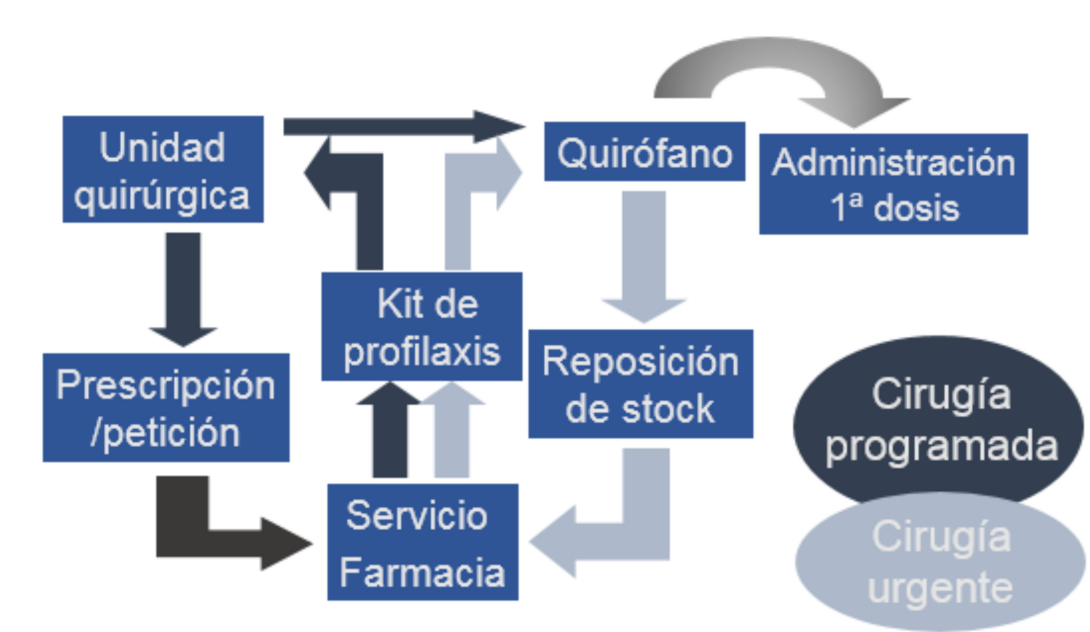 Unidad
quirúrgica
Quirófano
Administración
1ª dosis
Kit de
profilaxis
Prescripción
/petición
Reposición
de stock
Servicio
Farmacia
Cirugía
programada
Cirugía
urgente